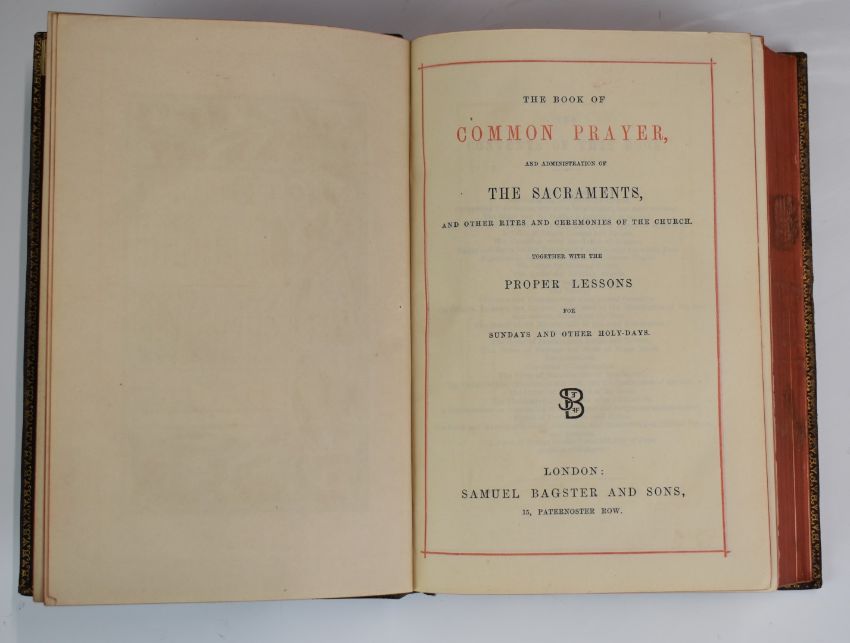 THE BOOK OF
COMMON PRAYER,
AND ADMINISTRATION OF
THE SACRAMENTS,
AND OTHER RITES AND CEREMONIES OF THE CHURCH.
TOGETHER WITH THE
PROPER LESSONS
FOR
SUNDAYS AND OTHER HOLY-DAYS.
LONDON:
SAMUEL BAGSTER AND SONS,
15, PATERNOSTER ROW.